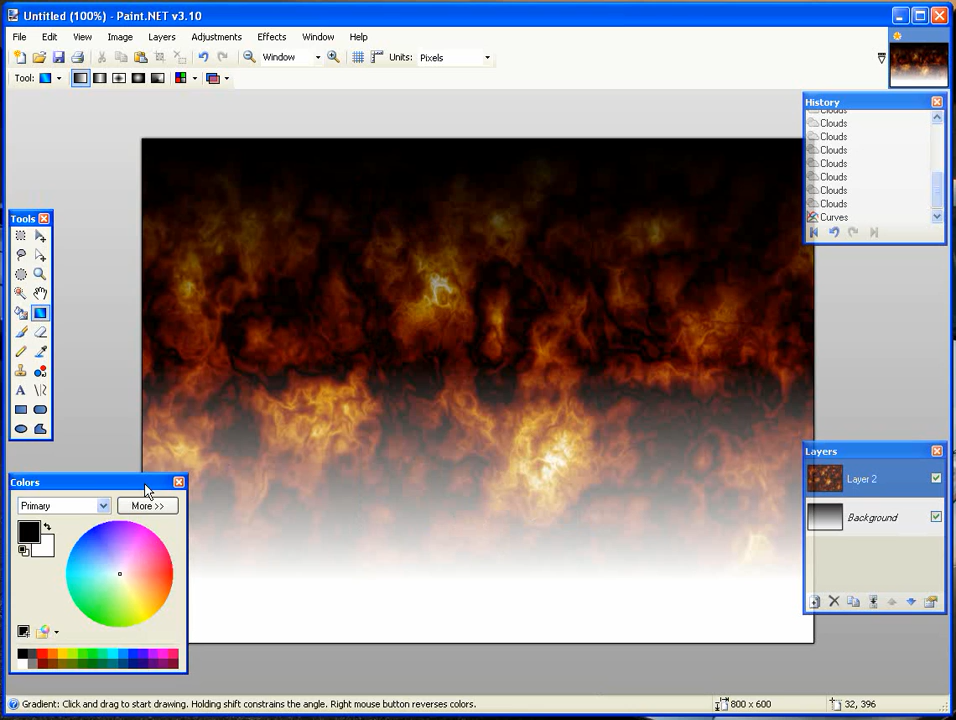 Untitled (100%) - Paint.NET v3.10
File Edit View Image Layers Adjustments Effects Window Help
Window Units: Pixels
Tool:
History
Clouds
Clouds
Clouds
Clouds
Clouds
Clouds
Clouds
Clouds
Curves
Tools
Layers
Layer 2
Background
Colors
Primary More >>
Gradient: Click and drag to start drawing. Holding shift constrains the angle. Right mouse button reverses colors. 800 x 600 32, 396